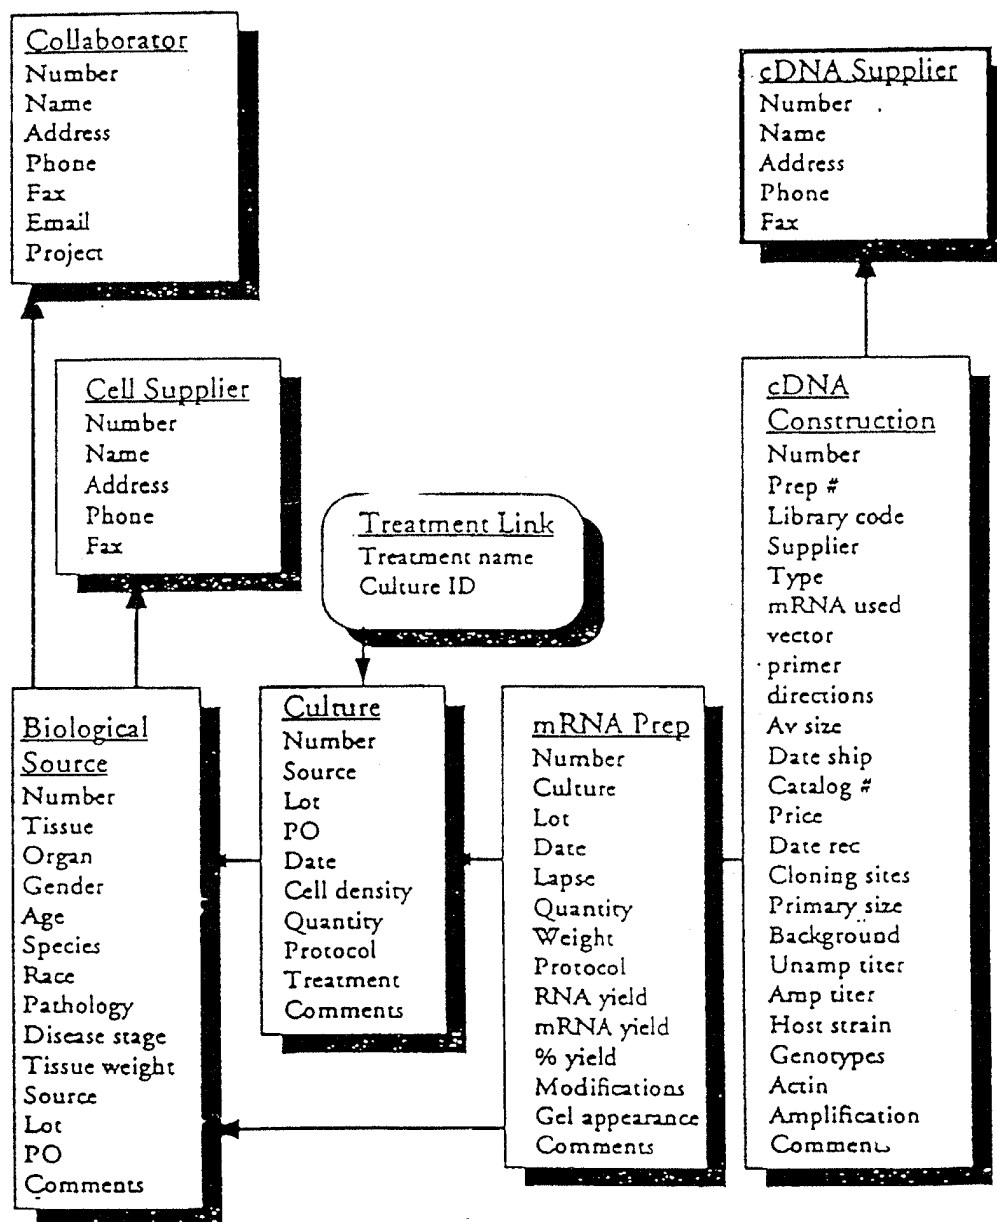 Collaborator
Number
Name
Address
Phone
Fax
Email
Project
cDNA Supplier
Number
Name
Address
Phone
Fax
Cell Supplier
Number
Name
Address
Phone
Fax
Treatment Link
Treatment name
Culture ID
Biological
Source
Number
Tissue
Organ
Gender
Age
Species
Race
Pathology
Disease stage
Tissue weight
Source
Lot
PO
Comments
Culture
Number
Source
Lot
PO
Date
Cell density
Quantity
Protocol
Treatment
Comments
mRNA Prep
Number
Culture
Lot
Date
Lapse
Quantity
Weight
Protocol
RNA yield
mRNA yield
% yield
Modifications
Gel appearance
Comments
cDNA
Construction
Number
Prep #
Library code
Supplier
Type
mRNA used
vector
primer
directions
Av size
Date ship
Catalog #
Price
Date rec
Cloning sites
Primary size
Background
Unamp titer
Amp titer
Host strain
Genotypes
Actin
Amplification
Comments